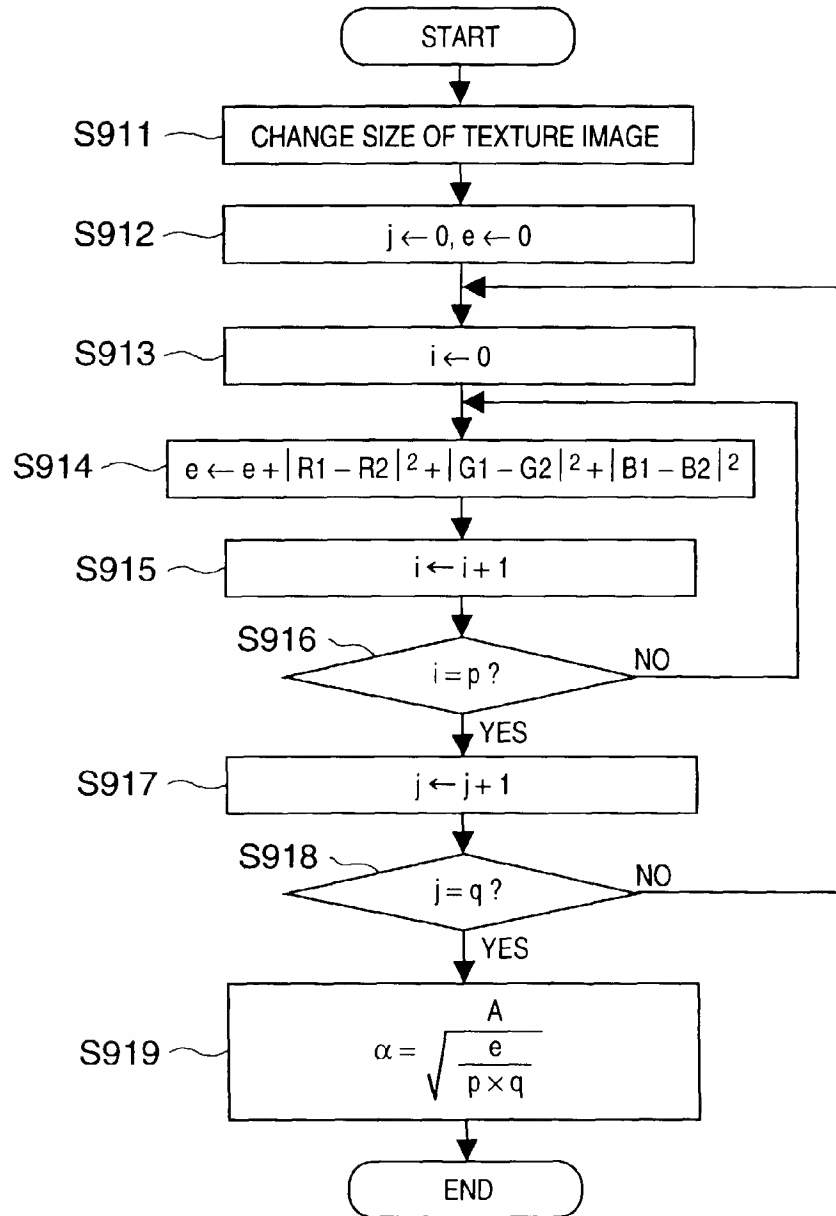 START
S911
CHANGE SIZE OF TEXTURE IMAGE
S912
j ← 0, e ← 0
S913
i ← 0
S914
e ← e + |R1 − R2|² + |G1 − G2|² + |B1 − B2|²
S915
i ← i + 1
S916
i = p ?
NO
YES
S917
j ← j + 1
S918
j = q ?
NO
YES
S919
α = A / √(e / (p × q))
END